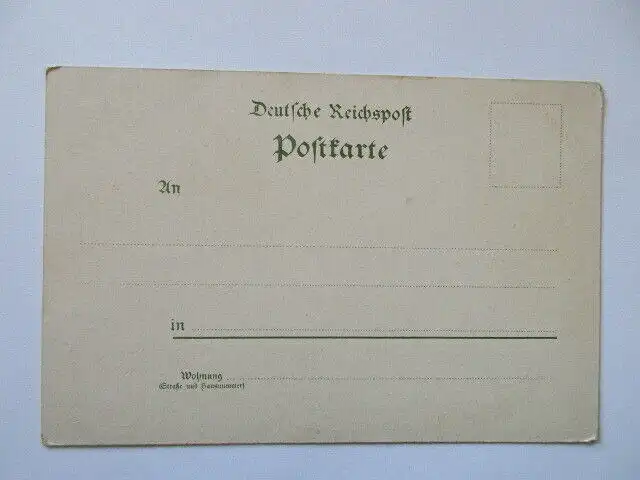 Deutſche Reichspoſt
Poſtkarte
An
in
Wohnung
(Straße und Hausnummer)